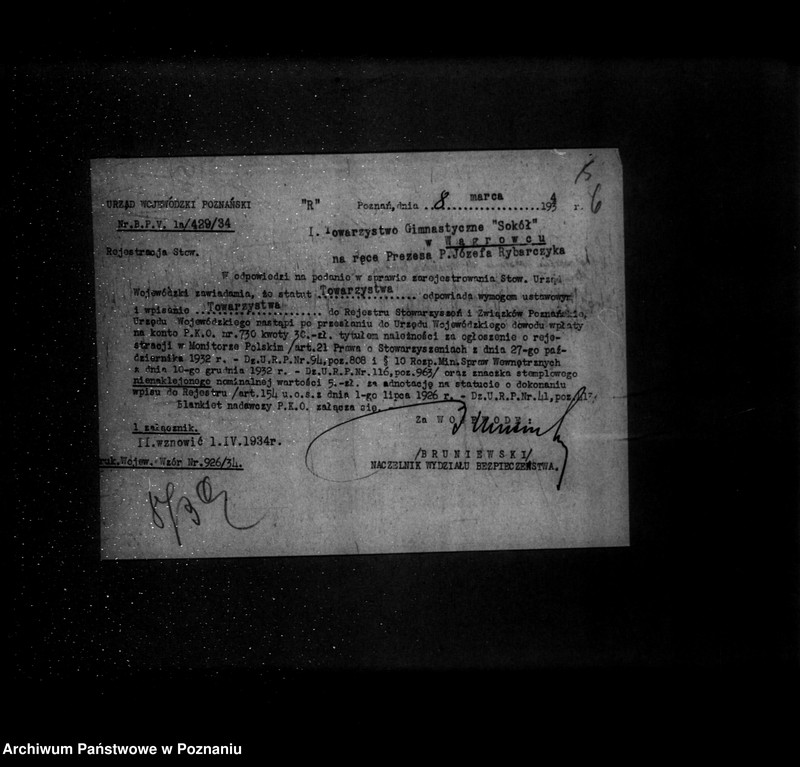 6
URZĄD WOJEWÓDZKI POZNAŃSKI "R" Poznań, dnia ..8 marca ................193 4 r.
Nr.B.P.V. 1a/429/34
I. Towarzystwo Gimnastyczne "Sokół"
w Wągrowcu
na ręce Prezesa P.Józefa Rybarczyka
Rejestracja Stow.
W odpowiedzi na podanie w sprawie zarejestrowania Stow. Urząd
Wojewódzki zawiadamia, że statut Towarzystwa odpowiada wymogom ustawowym
i wpisanie ..Towarzystwa do Rejestru Stowarzyszeń i Związków Poznańskie,
Urzędu Wojewódzkiego nastąpi po przesłaniu do Urzędu Wojewódzkiego dowodu wpłaty
na konto P.K.O. nr.730 kwoty 30.-zł. tytułem należności za ogłoszenie o reje-
stracji w Monitorze Polskim /art.21 Prawa o Stowarzyszeniach z dnia 27-go paź-
dziernika 1932 r. - Dz.U.R.P.Nr.94,poz.808 i § 10 Rozp.Min.Spraw Wewnętrznych
z dnia 10-go grudnia 1932 r. - Dz.U.R.P.Nr.116,poz.963/ oraz znaczka stemplowego
nienaklejonego nominalnej wartości 5.-zł. za adnotację na statucie o dokonaniu
wpisu do Rejestru /art.154 u.o.s.z dnia 1-go lipca 1926 r. - Dz.U.R.P.Nr.41,poz.
Blankiet nadawczy P.K.O. załącza się.
Za WOJEWODĘ:
1 załącznik.
II.wznowić 1.IV.1934r.
/BRUNIEWSKI/
NACZELNIK WYDZIAŁU BEZPIECZEŃSTWA.
ruk.Wojew. Wzór Nr.926/34.
8/3
Archiwum Państwowe w Poznaniu